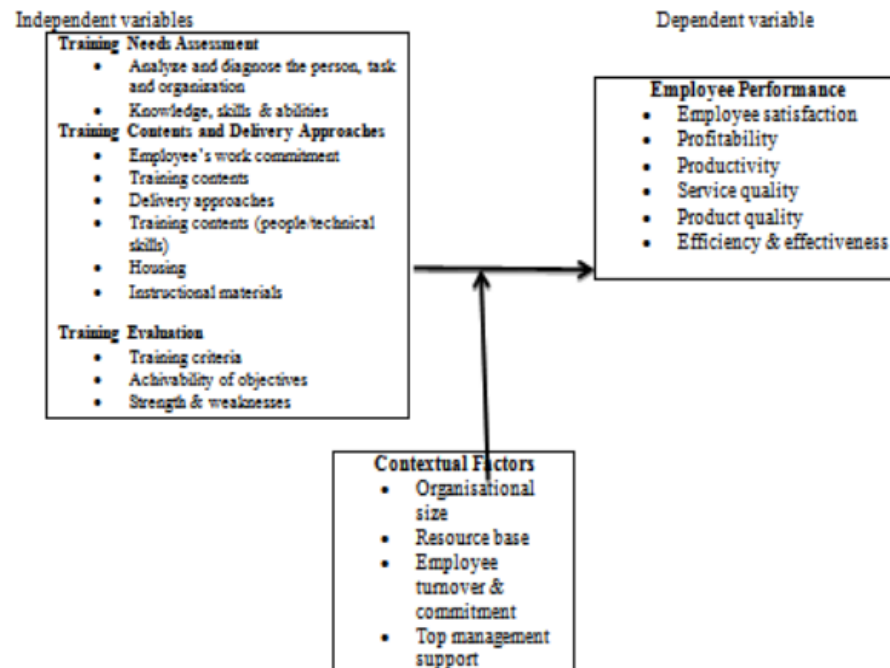 Independent variables
Training Needs Assessment
• Analyze and diagnose the person, task
and organization
• Knowledge, skills & abilities
Training Contents and Delivery Approaches
• Employee's work commitment
• Training contents
• Delivery approaches
• Training contents (people/technical
skills)
• Housing
• Instructional materials
Training Evaluation
• Training criteria
• Achivability of objectives
• Strength & weaknesses
Dependent variable
Employee Performance
• Employee satisfaction
• Profitability
• Productivity
• Service quality
• Product quality
• Efficiency & effectiveness
Contextual Factors
• Organisational
size
• Resource base
• Employee
turnover &
commitment
• Top management
support